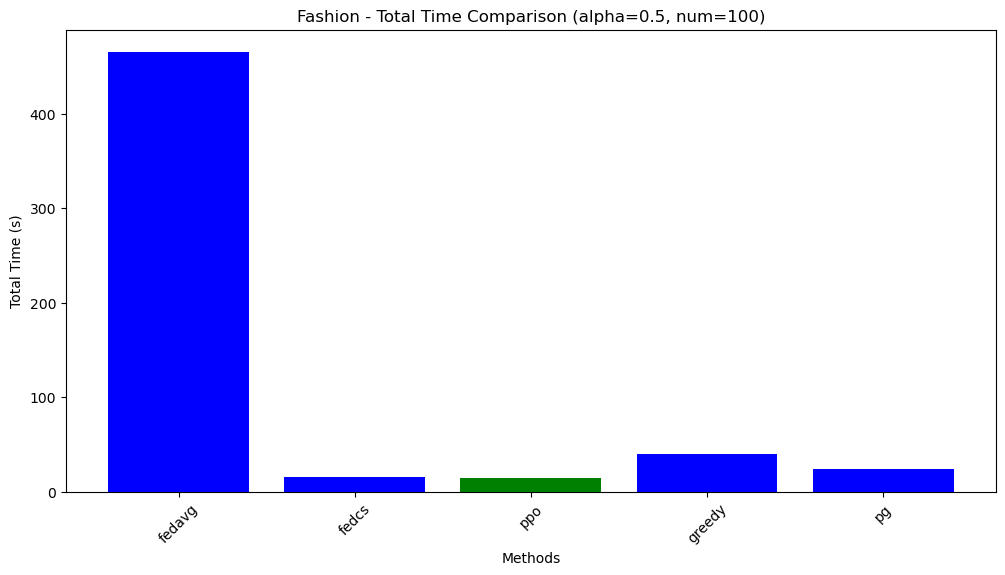 Fashion - Total Time Comparison (alpha=0.5, num=100)
Total Time (s)
400
300
200
100
0
fedavg
fedcs
ppo
greedy
pg
Methods